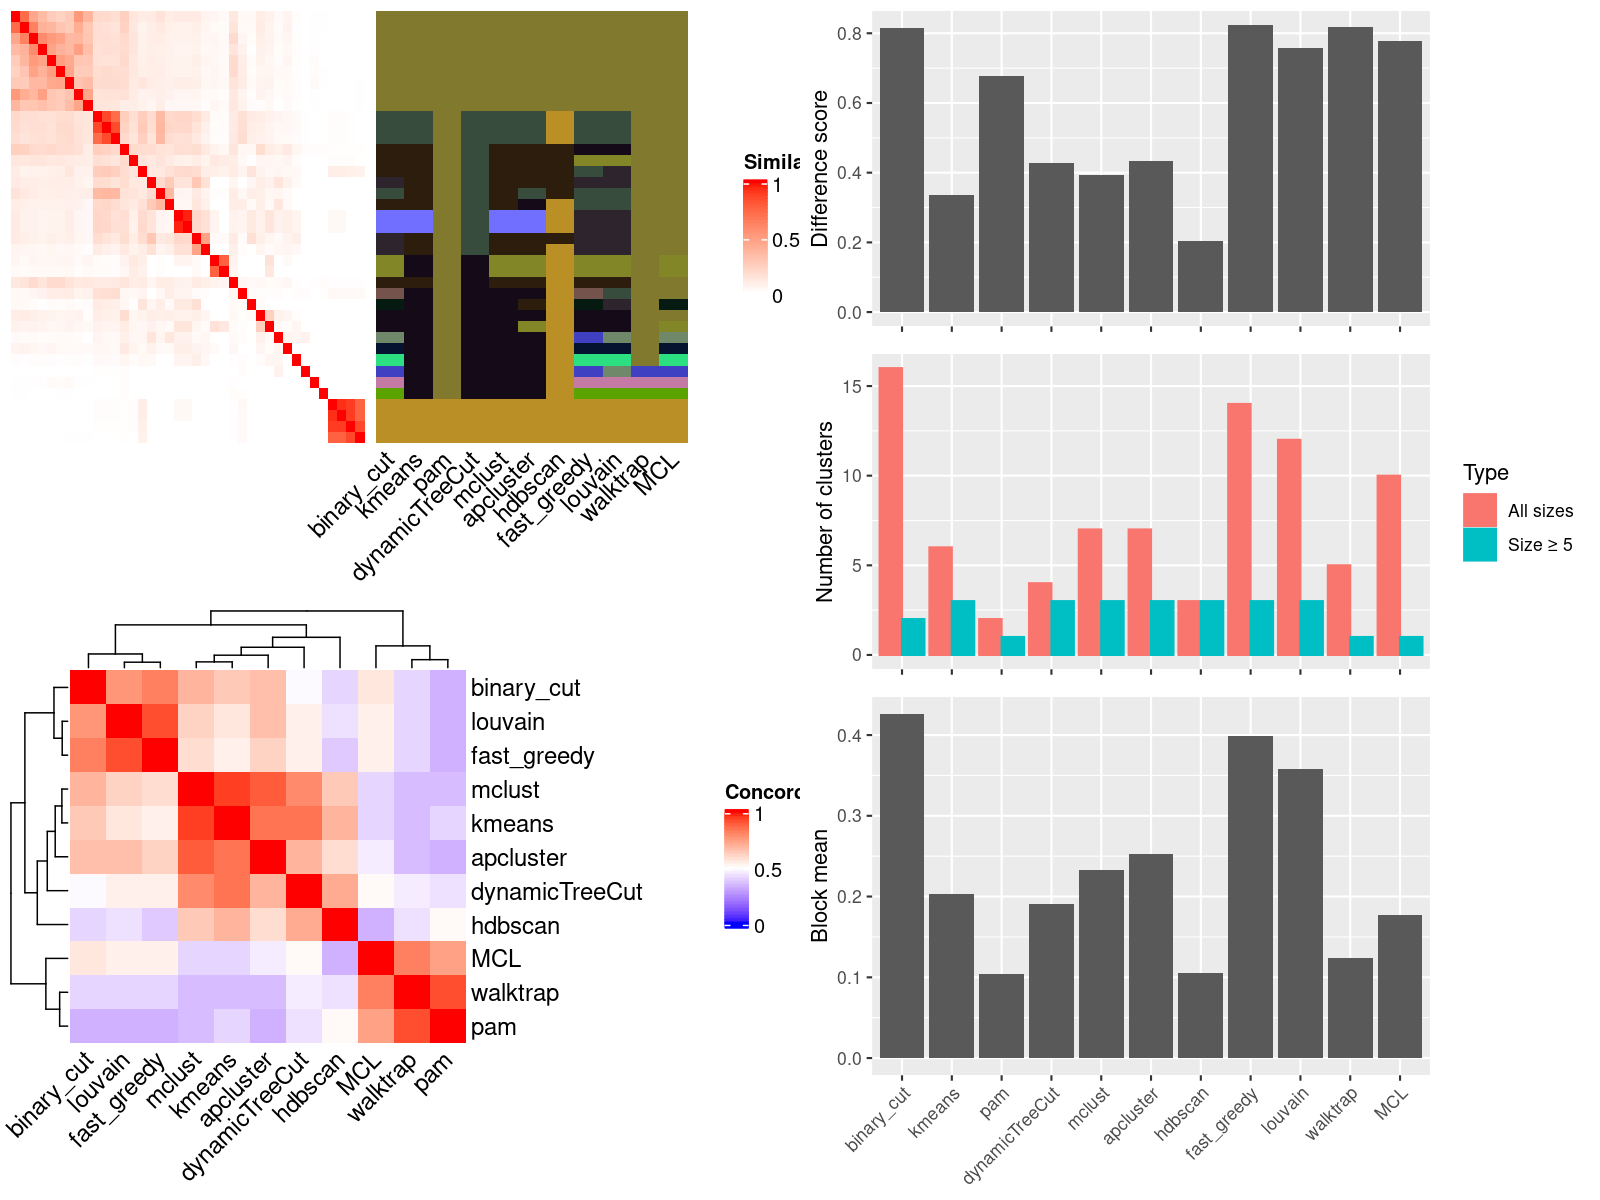 Simila
1
0.5
0
binary_cut
kmeans
pam
dynamicTreeCut
mclust
apcluster
hdbscan
fast_greedy
louvain
walktrap
MCL
Difference score
0.8
0.6
0.4
0.2
0.0
Number of clusters
15
10
5
0
Type
All sizes
Size ≥ 5
binary_cut
louvain
fast_greedy
mclust
kmeans
apcluster
dynamicTreeCut
hdbscan
MCL
walktrap
pam
binary_cut
louvain
fast_greedy
mclust
kmeans
apcluster
dynamicTreeCut
hdbscan
MCL
walktrap
pam
Concord
1
0.5
0
Block mean
0.4
0.3
0.2
0.1
0.0
binary_cut
kmeans
pam
dynamicTreeCut
mclust
apcluster
hdbscan
fast_greedy
louvain
walktrap
MCL